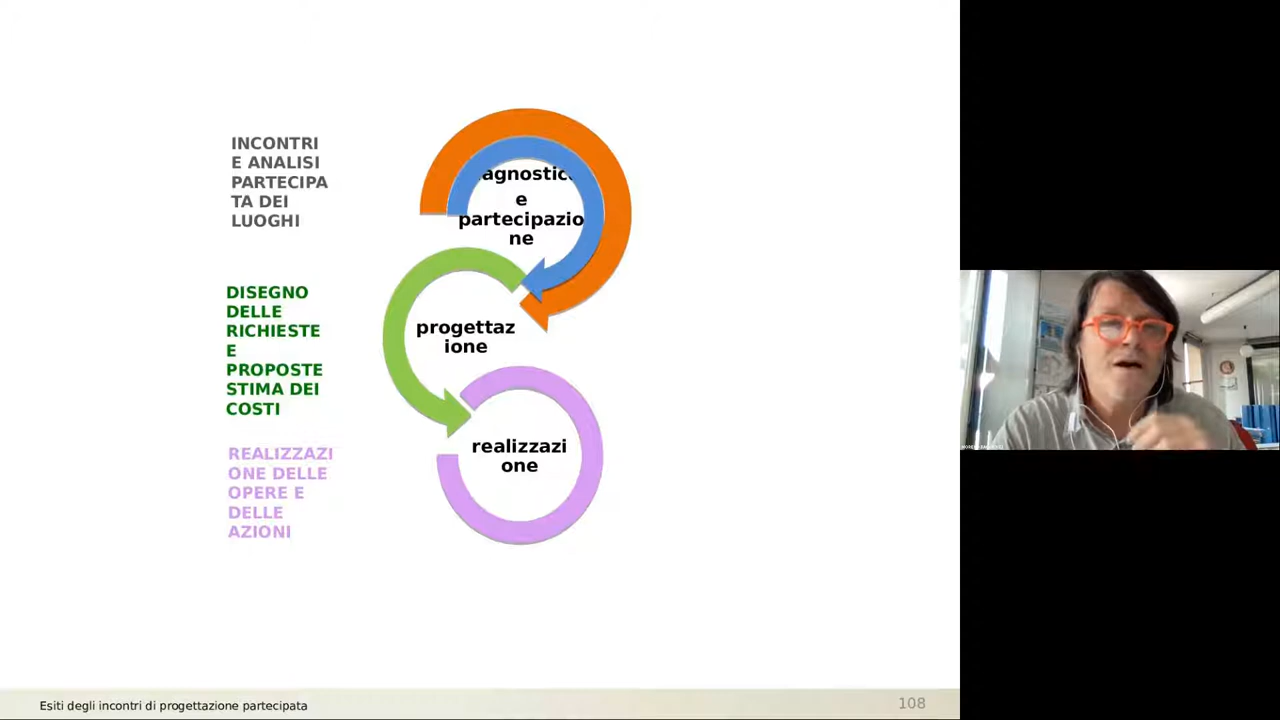 INCONTRI
E ANALISI
PARTECIPA
TA DEI
LUOGHI
agnostic
e
partecipazio
ne
DISEGNO
DELLE
RICHIESTE
E
PROPOSTE
STIMA DEI
COSTI
progettaz
ione
REALIZZAZI
ONE DELLE
OPERE E
DELLE
AZIONI
realizzazi
one
Esiti degli incontri di progettazione partecipata
108